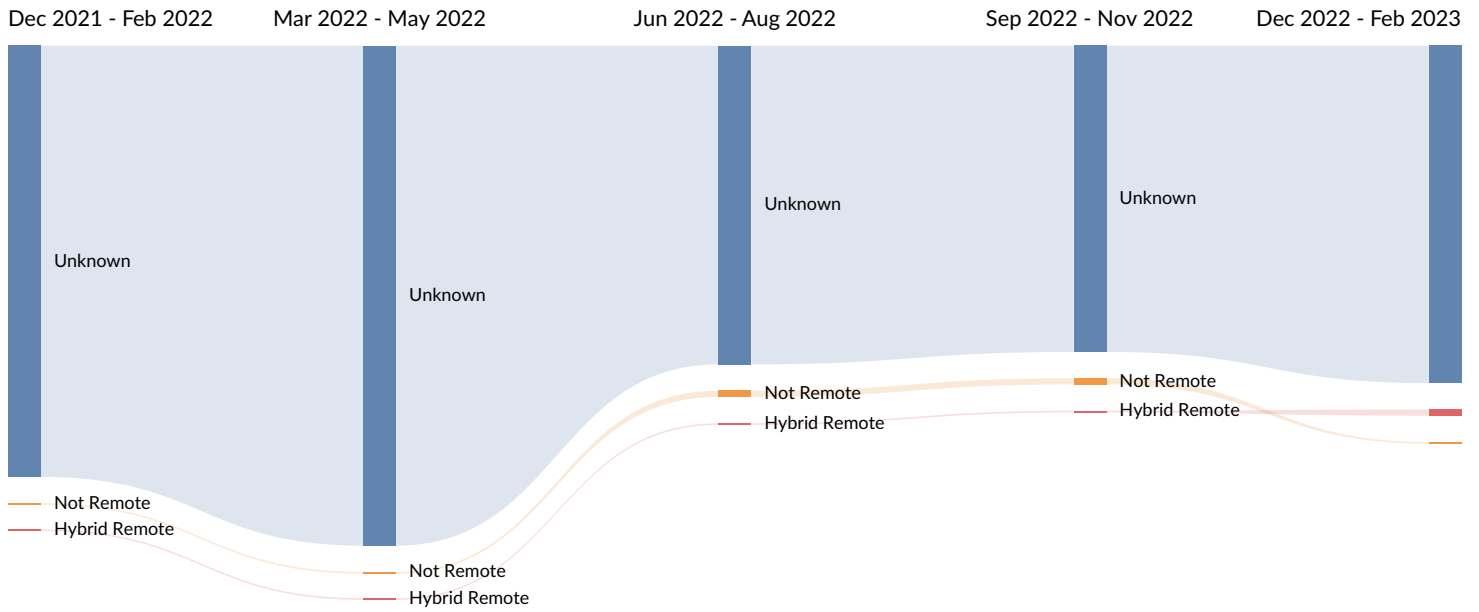 Dec 2021 - Feb 2022
Mar 2022 - May 2022
Jun 2022 - Aug 2022
Sep 2022 - Nov 2022
Dec 2022 - Feb 2023
Unknown
Not Remote
Hybrid Remote
Unknown
Not Remote
Hybrid Remote
Unknown
Not Remote
Hybrid Remote
Unknown
Not Remote
Hybrid Remote